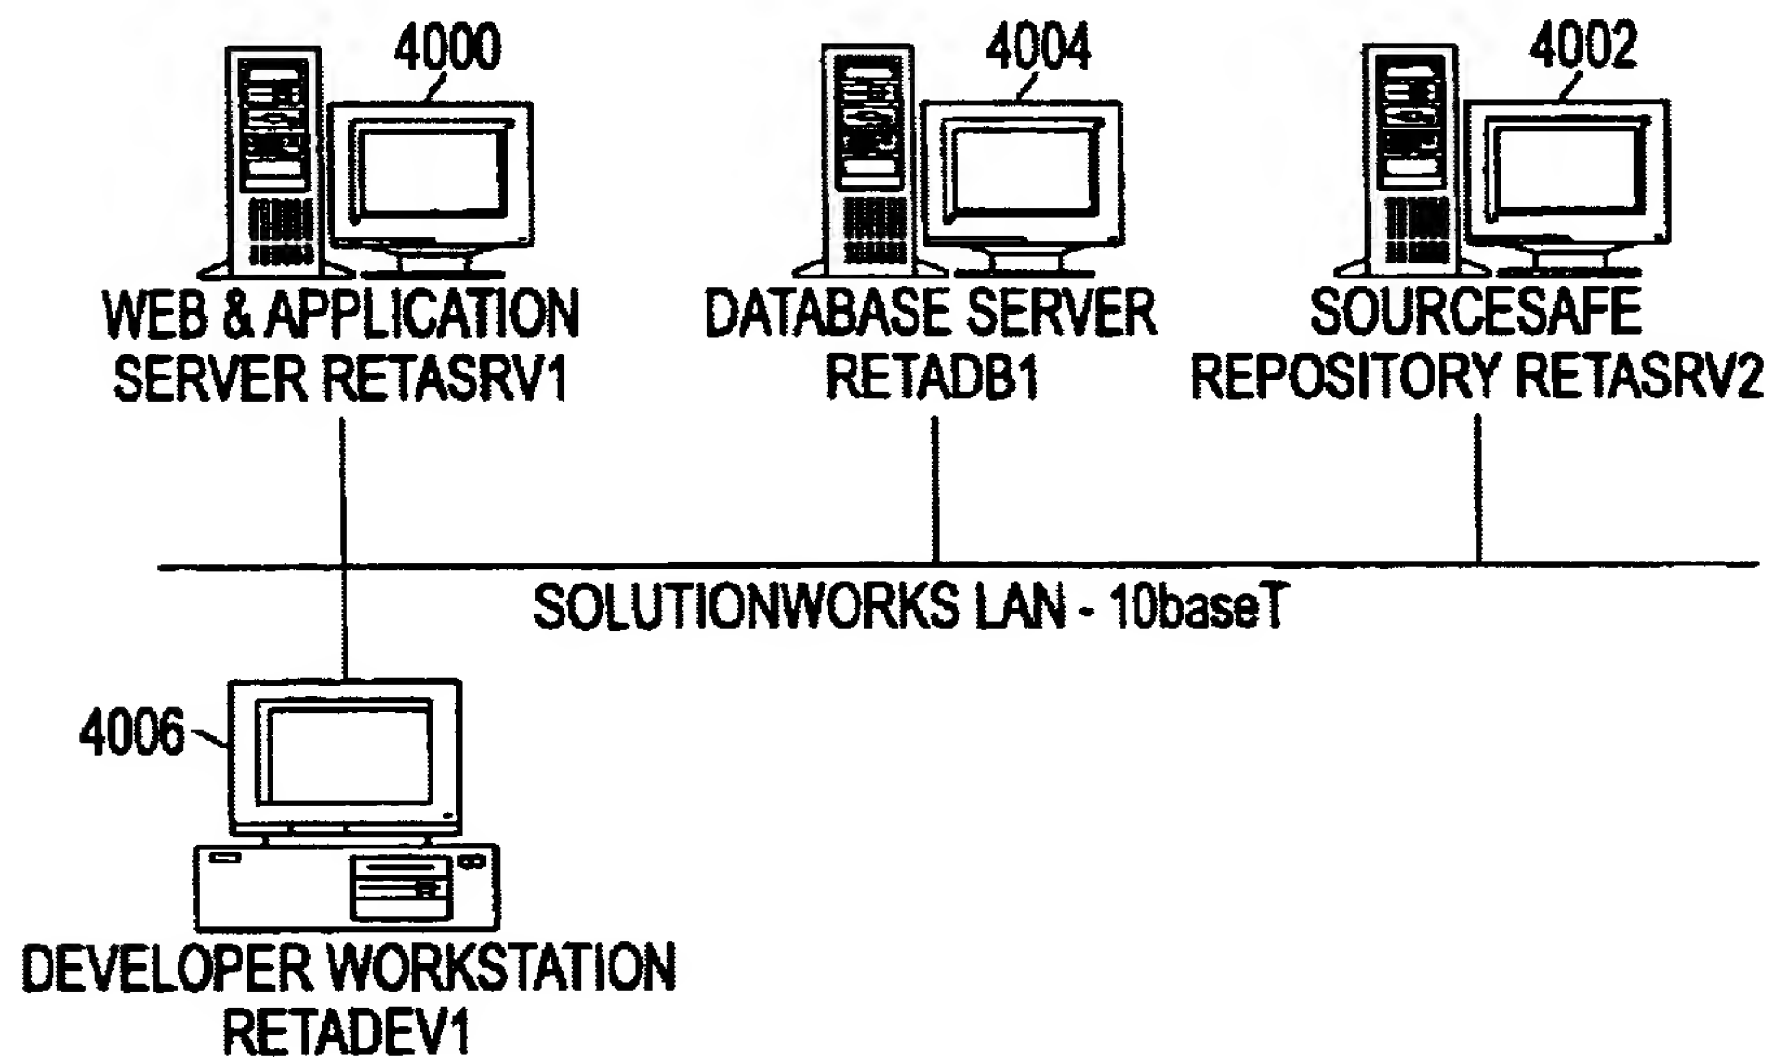 4000
4004
4002
WEB & APPLICATION
SERVER RETASRV1
DATABASE SERVER
RETADB1
SOURCESAFE
REPOSITORY RETASRV2
SOLUTIONWORKS LAN - 10baseT
4006
DEVELOPER WORKSTATION
RETADEV1